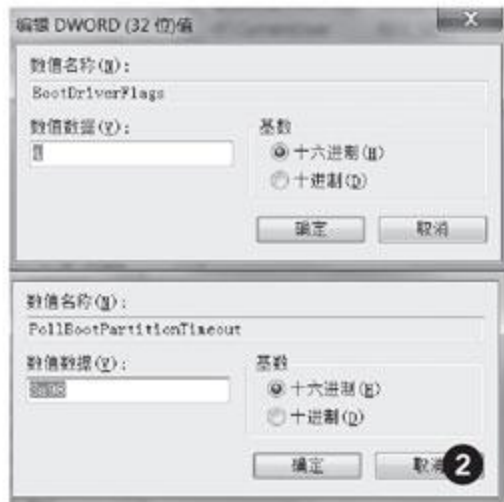 编辑 DWORD (32 位)值
数值名称(N):
BootDriverFlags
数值数据(V):
基数
十六进制(H)
十进制(D)
确定
取消
数值名称(N):
PollBootPartitionTimeout
数值数据(V):
基数
十六进制(H)
十进制(D)
确定
取消
2